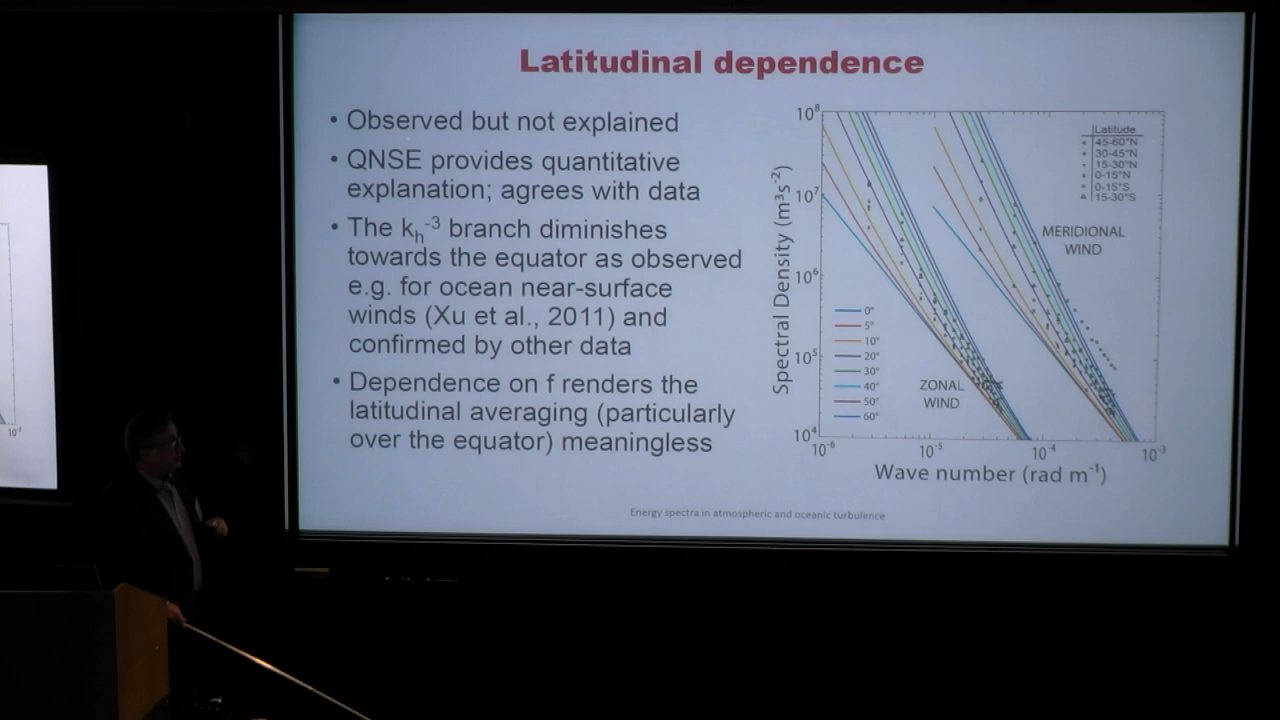 Latitudinal dependence
• Observed but not explained
• QNSE provides quantitative
explanation; agrees with data
• The kh-3 branch diminishes
towards the equator as observed
e.g. for ocean near-surface
winds (Xu et al., 2011) and
confirmed by other data
• Dependence on f renders the
latitudinal averaging (particularly
over the equator) meaningless
Spectral Density (m³s-2)
10⁸
10⁷
10⁶
10⁵
10⁴
Latitude
45-60°N
30-45°N
15-30°N
0-15°N
0-15°S
15-30°S
MERIDIONAL
WIND
0°
5°
10°
20°
30°
40°
50°
60°
ZONAL
WIND
10-6
10-5
10-4
10-3
Wave number (rad m-1)
Energy spectra in atmospheric and oceanic turbulence